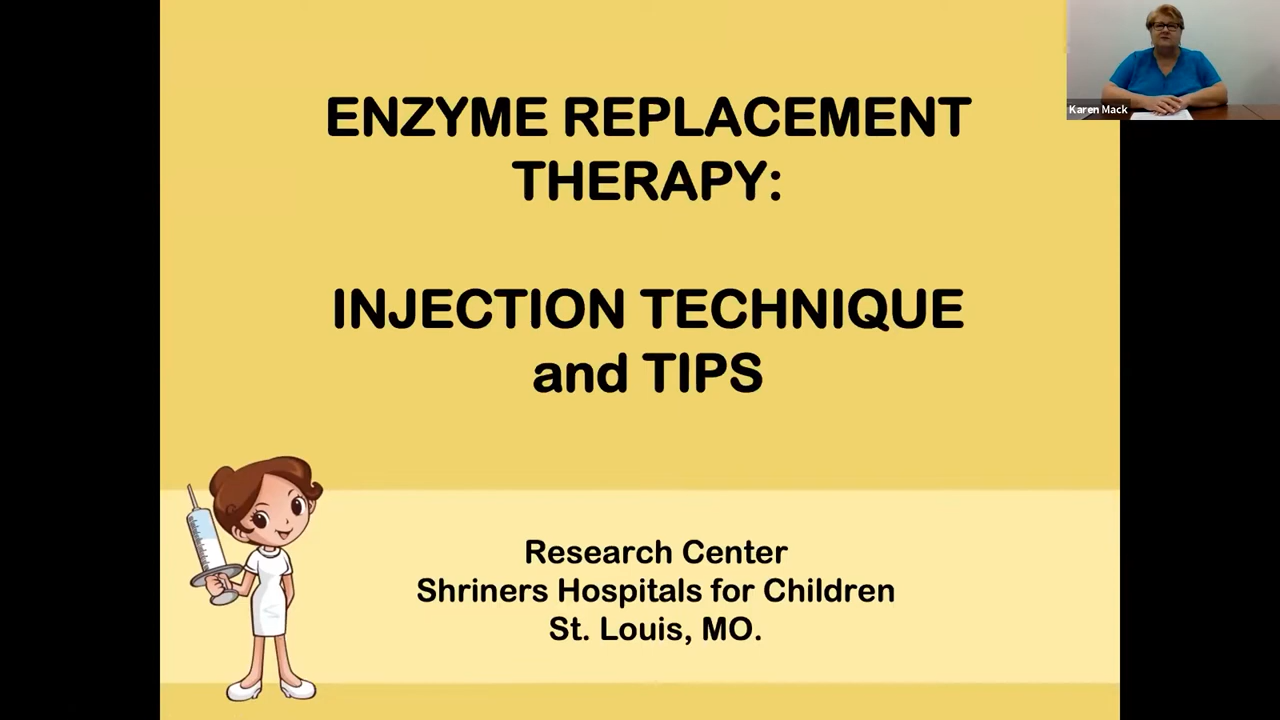 ENZYME REPLACEMENT
THERAPY:
INJECTION TECHNIQUE
and TIPS
Research Center
Shriners Hospitals for Children
St. Louis, MO.
Karen Mack